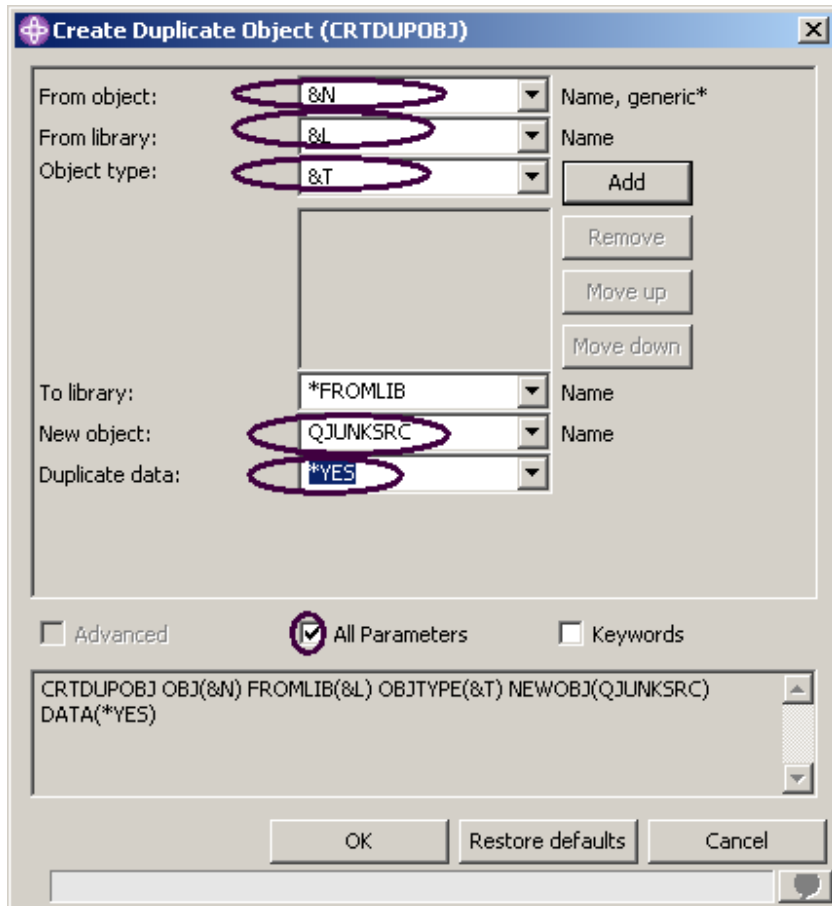 Create Duplicate Object (CRTDUPOBJ)
From object: &N Name, generic*
From library: &L Name
Object type: &T Add
Remove
Move up
Move down
To library: *FROMLIB Name
New object: QJUNKSRC Name
Duplicate data: *YES
Advanced All Parameters Keywords
CRTDUPOBJ OBJ(&N) FROMLIB(&L) OBJTYPE(&T) NEWOBJ(QJUNKSRC)
DATA(*YES)
OK Restore defaults Cancel